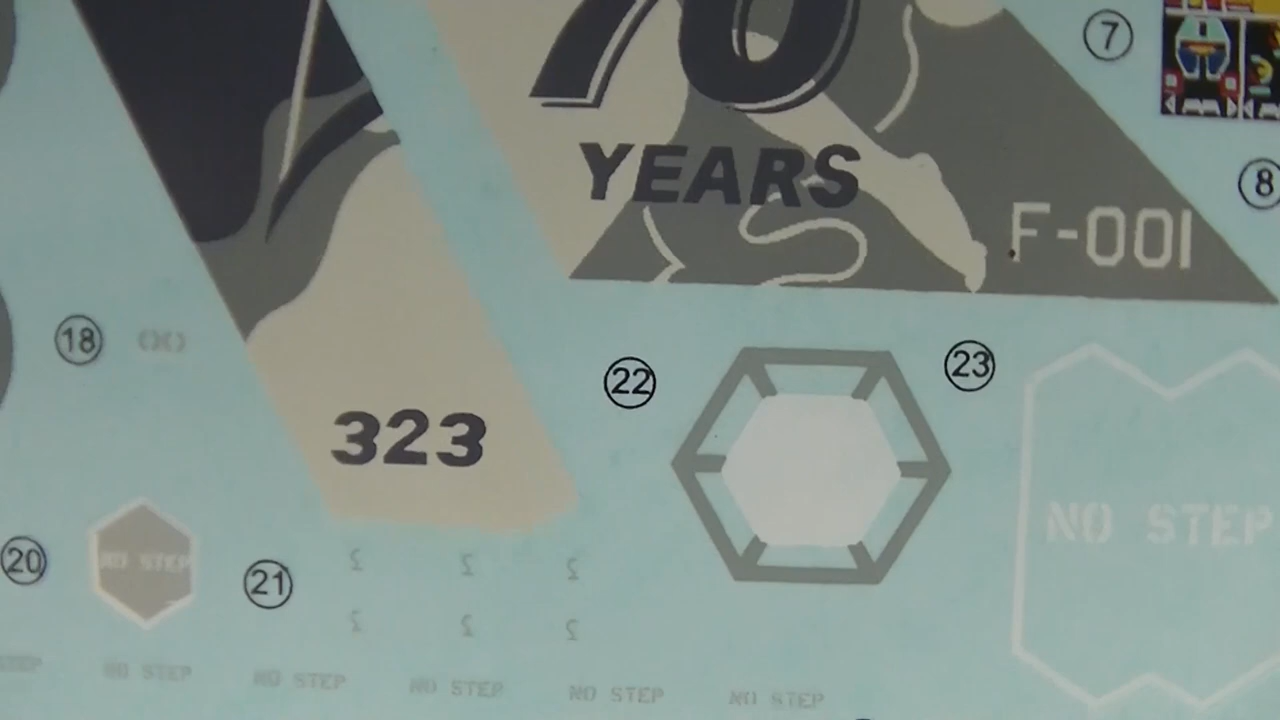 70
YEARS
F-001
7
8
18
323
22
23
20
NO STEP
21
NO STEP
NO STEP
NO STEP
NO STEP
NO STEP
NO STEP
STEP